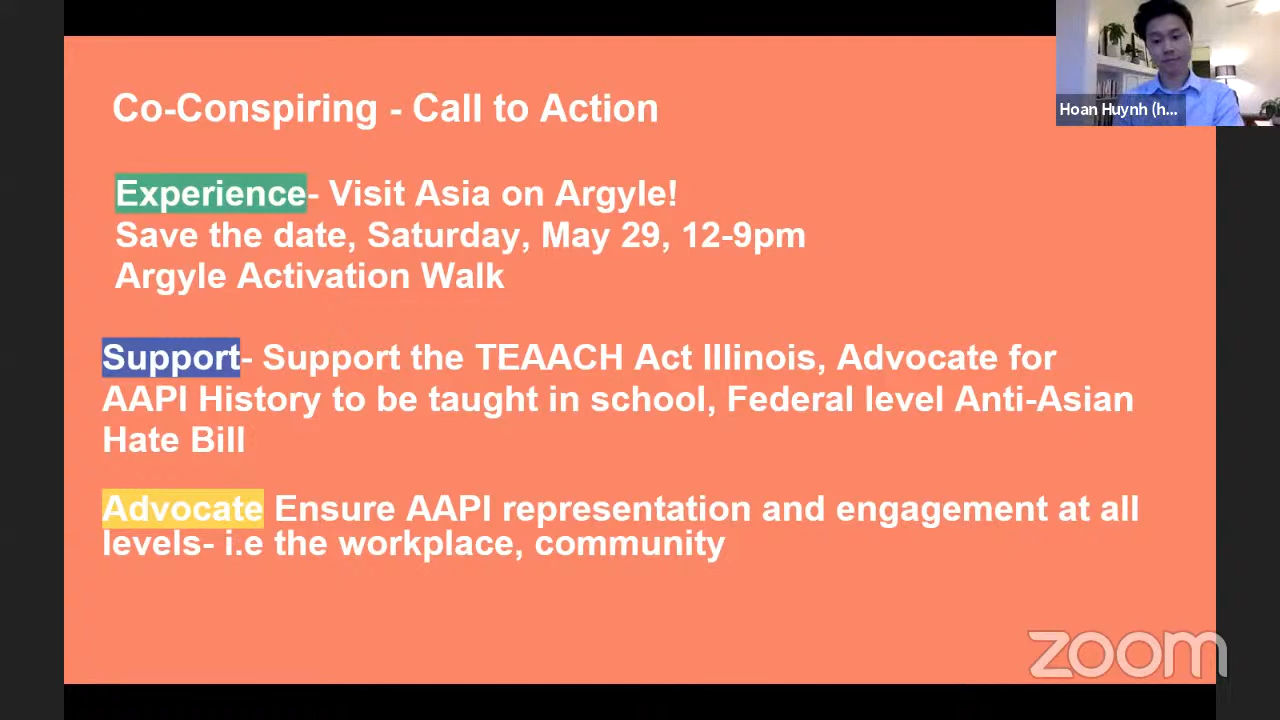 Co-Conspiring - Call to Action
Hoan Huynh (h...
Experience- Visit Asia on Argyle!
Save the date, Saturday, May 29, 12-9pm
Argyle Activation Walk
Support- Support the TEAACH Act Illinois, Advocate for
AAPI History to be taught in school, Federal level Anti-Asian
Hate Bill
Advocate Ensure AAPI representation and engagement at all
levels- i.e the workplace, community
zoom